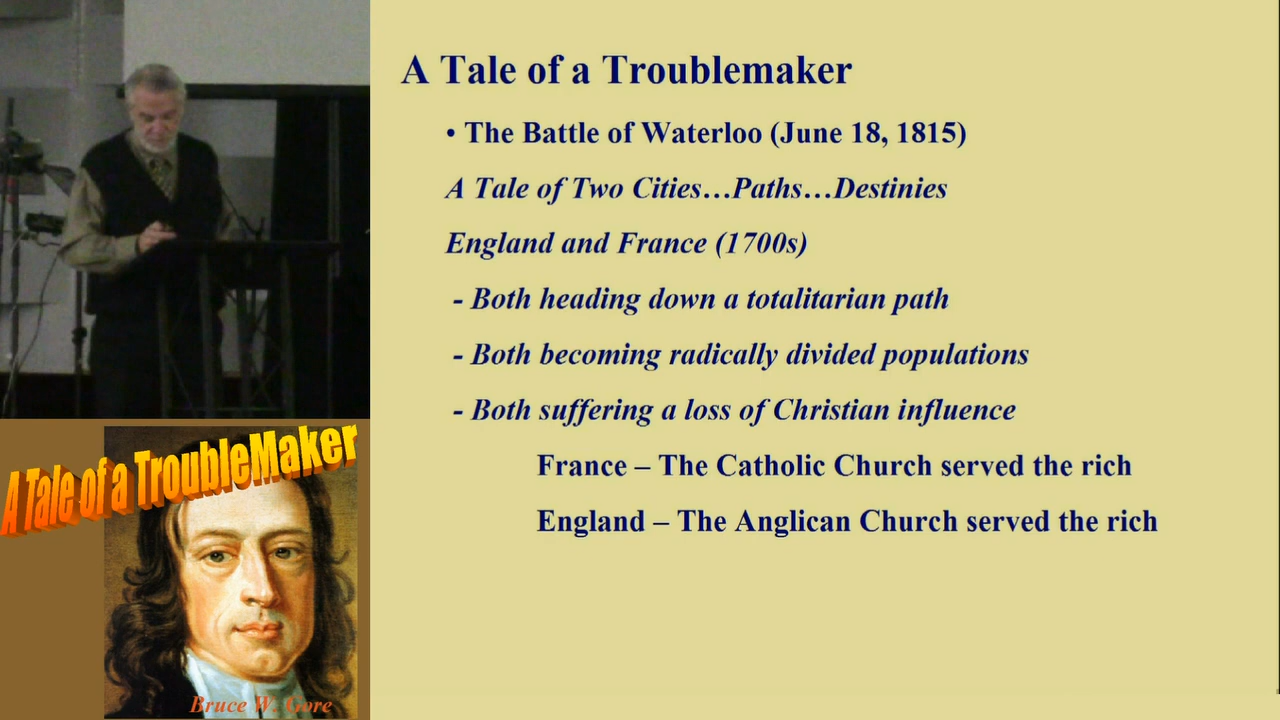 A Tale of a Troublemaker
• The Battle of Waterloo (June 18, 1815)
A Tale of Two Cities…Paths…Destinies
England and France (1700s)
- Both heading down a totalitarian path
- Both becoming radically divided populations
- Both suffering a loss of Christian influence
France – The Catholic Church served the rich
England – The Anglican Church served the rich
A Tale of a TroubleMaker
Bruce W. Gore